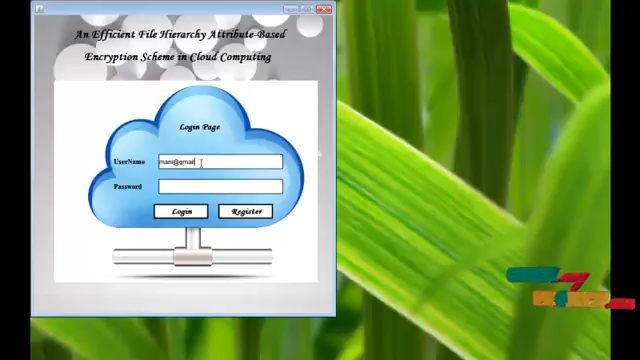 An Efficient File Hierarchy Attribute-Based
Encryption Scheme in Cloud Computing
Login Page
UserName mani@gmail
Password
Login Register